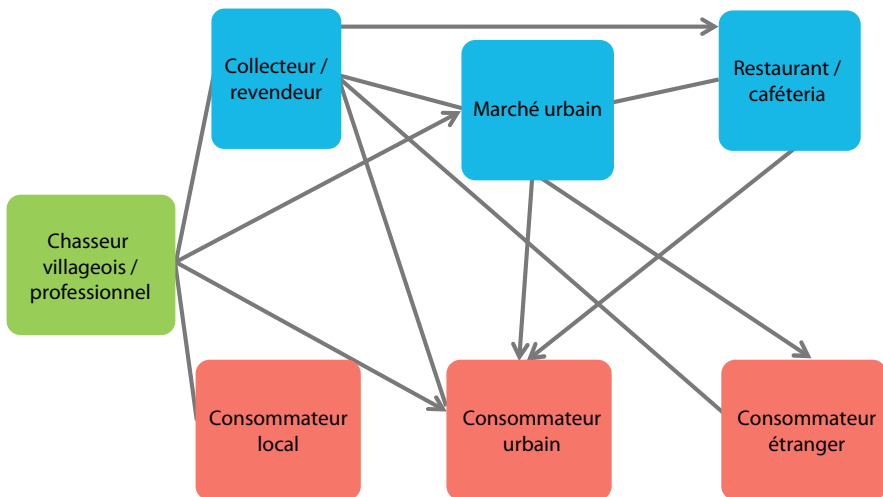 Collecteur /
revendeur
Marché urbain
Restaurant /
caféteria
Chasseur
villageois /
professionnel
Consommateur
local
Consommateur
urbain
Consommateur
étranger